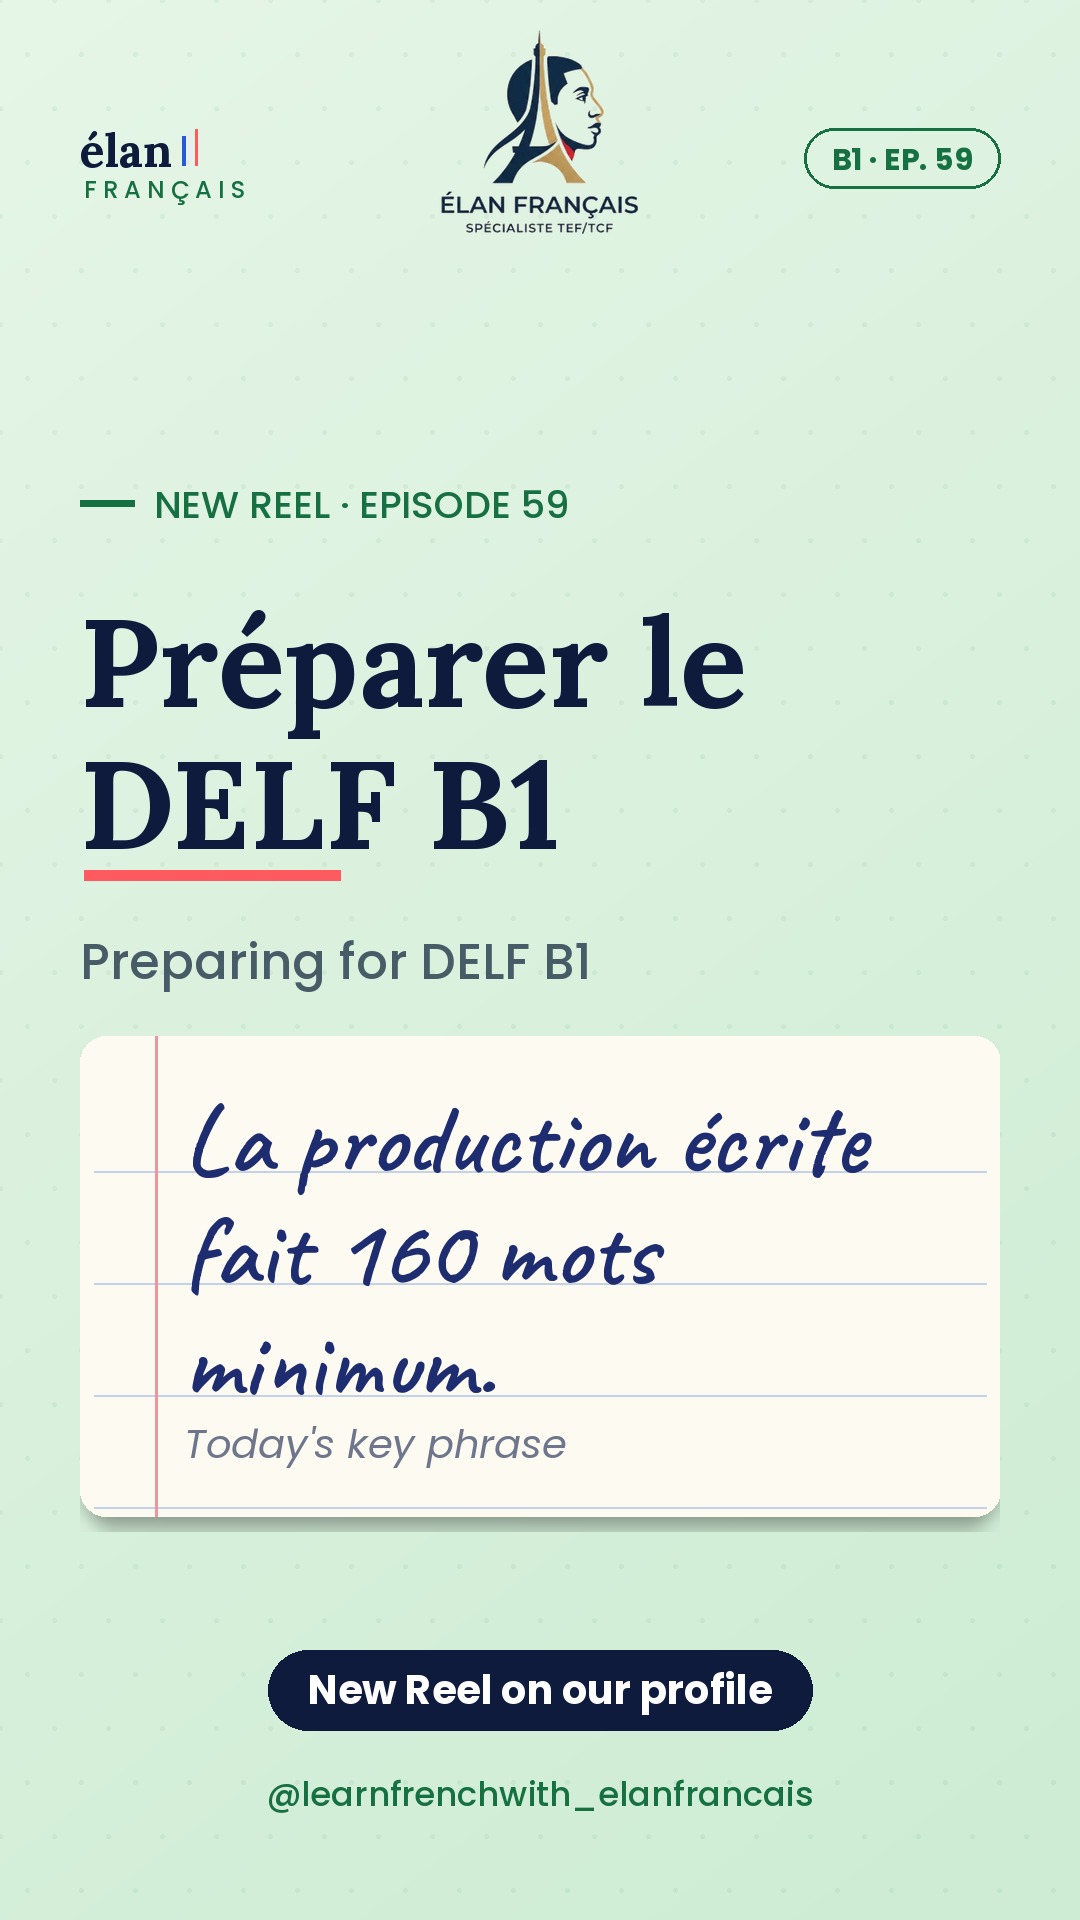 élan
FRANÇAIS
ÉLAN FRANÇAIS
SPÉCIALISTE TEF/TCF
B1 · EP. 59
NEW REEL · EPISODE 59
Préparer le
DELF B1
Preparing for DELF B1
La production écrite
fait 160 mots
minimum.
Today's key phrase
New Reel on our profile
@learnfrenchwith_elanfrancais